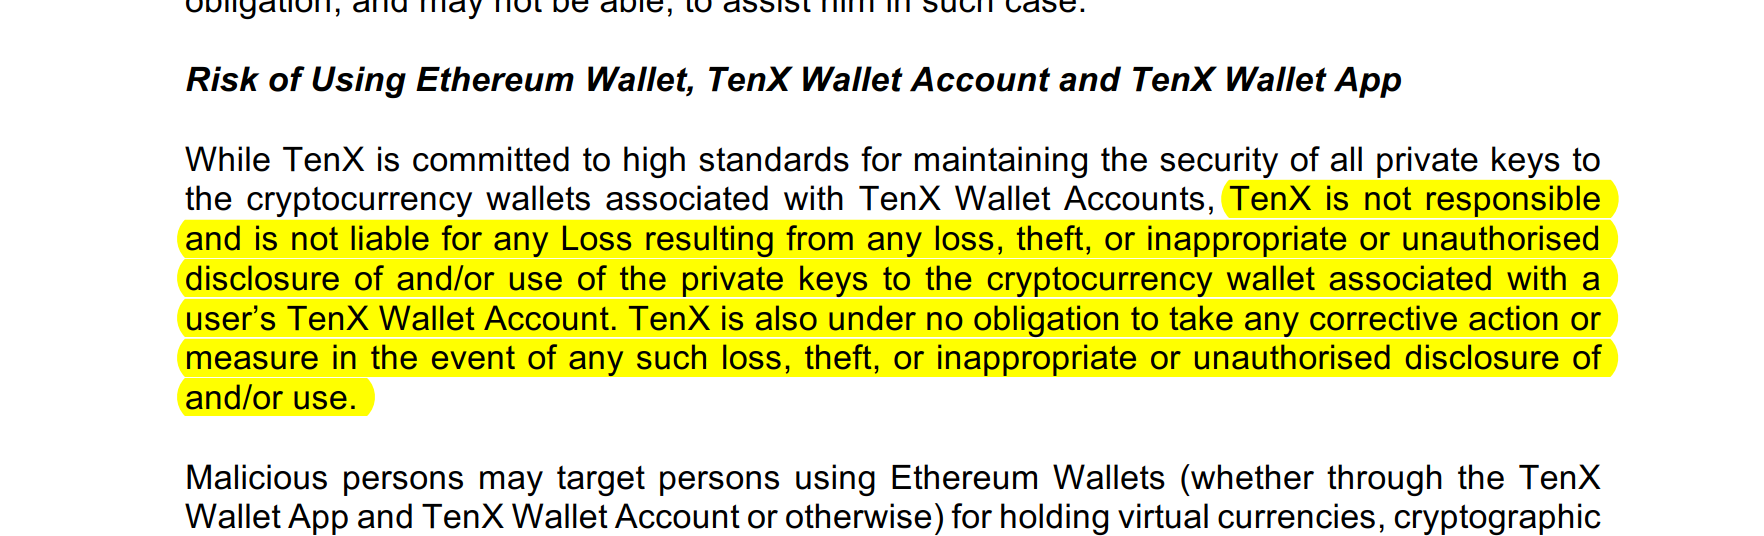 obligation, and may not be able, to assist him in such case.
Risk of Using Ethereum Wallet, TenX Wallet Account and TenX Wallet App
While TenX is committed to high standards for maintaining the security of all private keys to
the cryptocurrency wallets associated with TenX Wallet Accounts, TenX is not responsible
and is not liable for any Loss resulting from any loss, theft, or inappropriate or unauthorised
disclosure of and/or use of the private keys to the cryptocurrency wallet associated with a
user’s TenX Wallet Account. TenX is also under no obligation to take any corrective action or
measure in the event of any such loss, theft, or inappropriate or unauthorised disclosure of
and/or use.
Malicious persons may target persons using Ethereum Wallets (whether through the TenX
Wallet App and TenX Wallet Account or otherwise) for holding virtual currencies, cryptographic